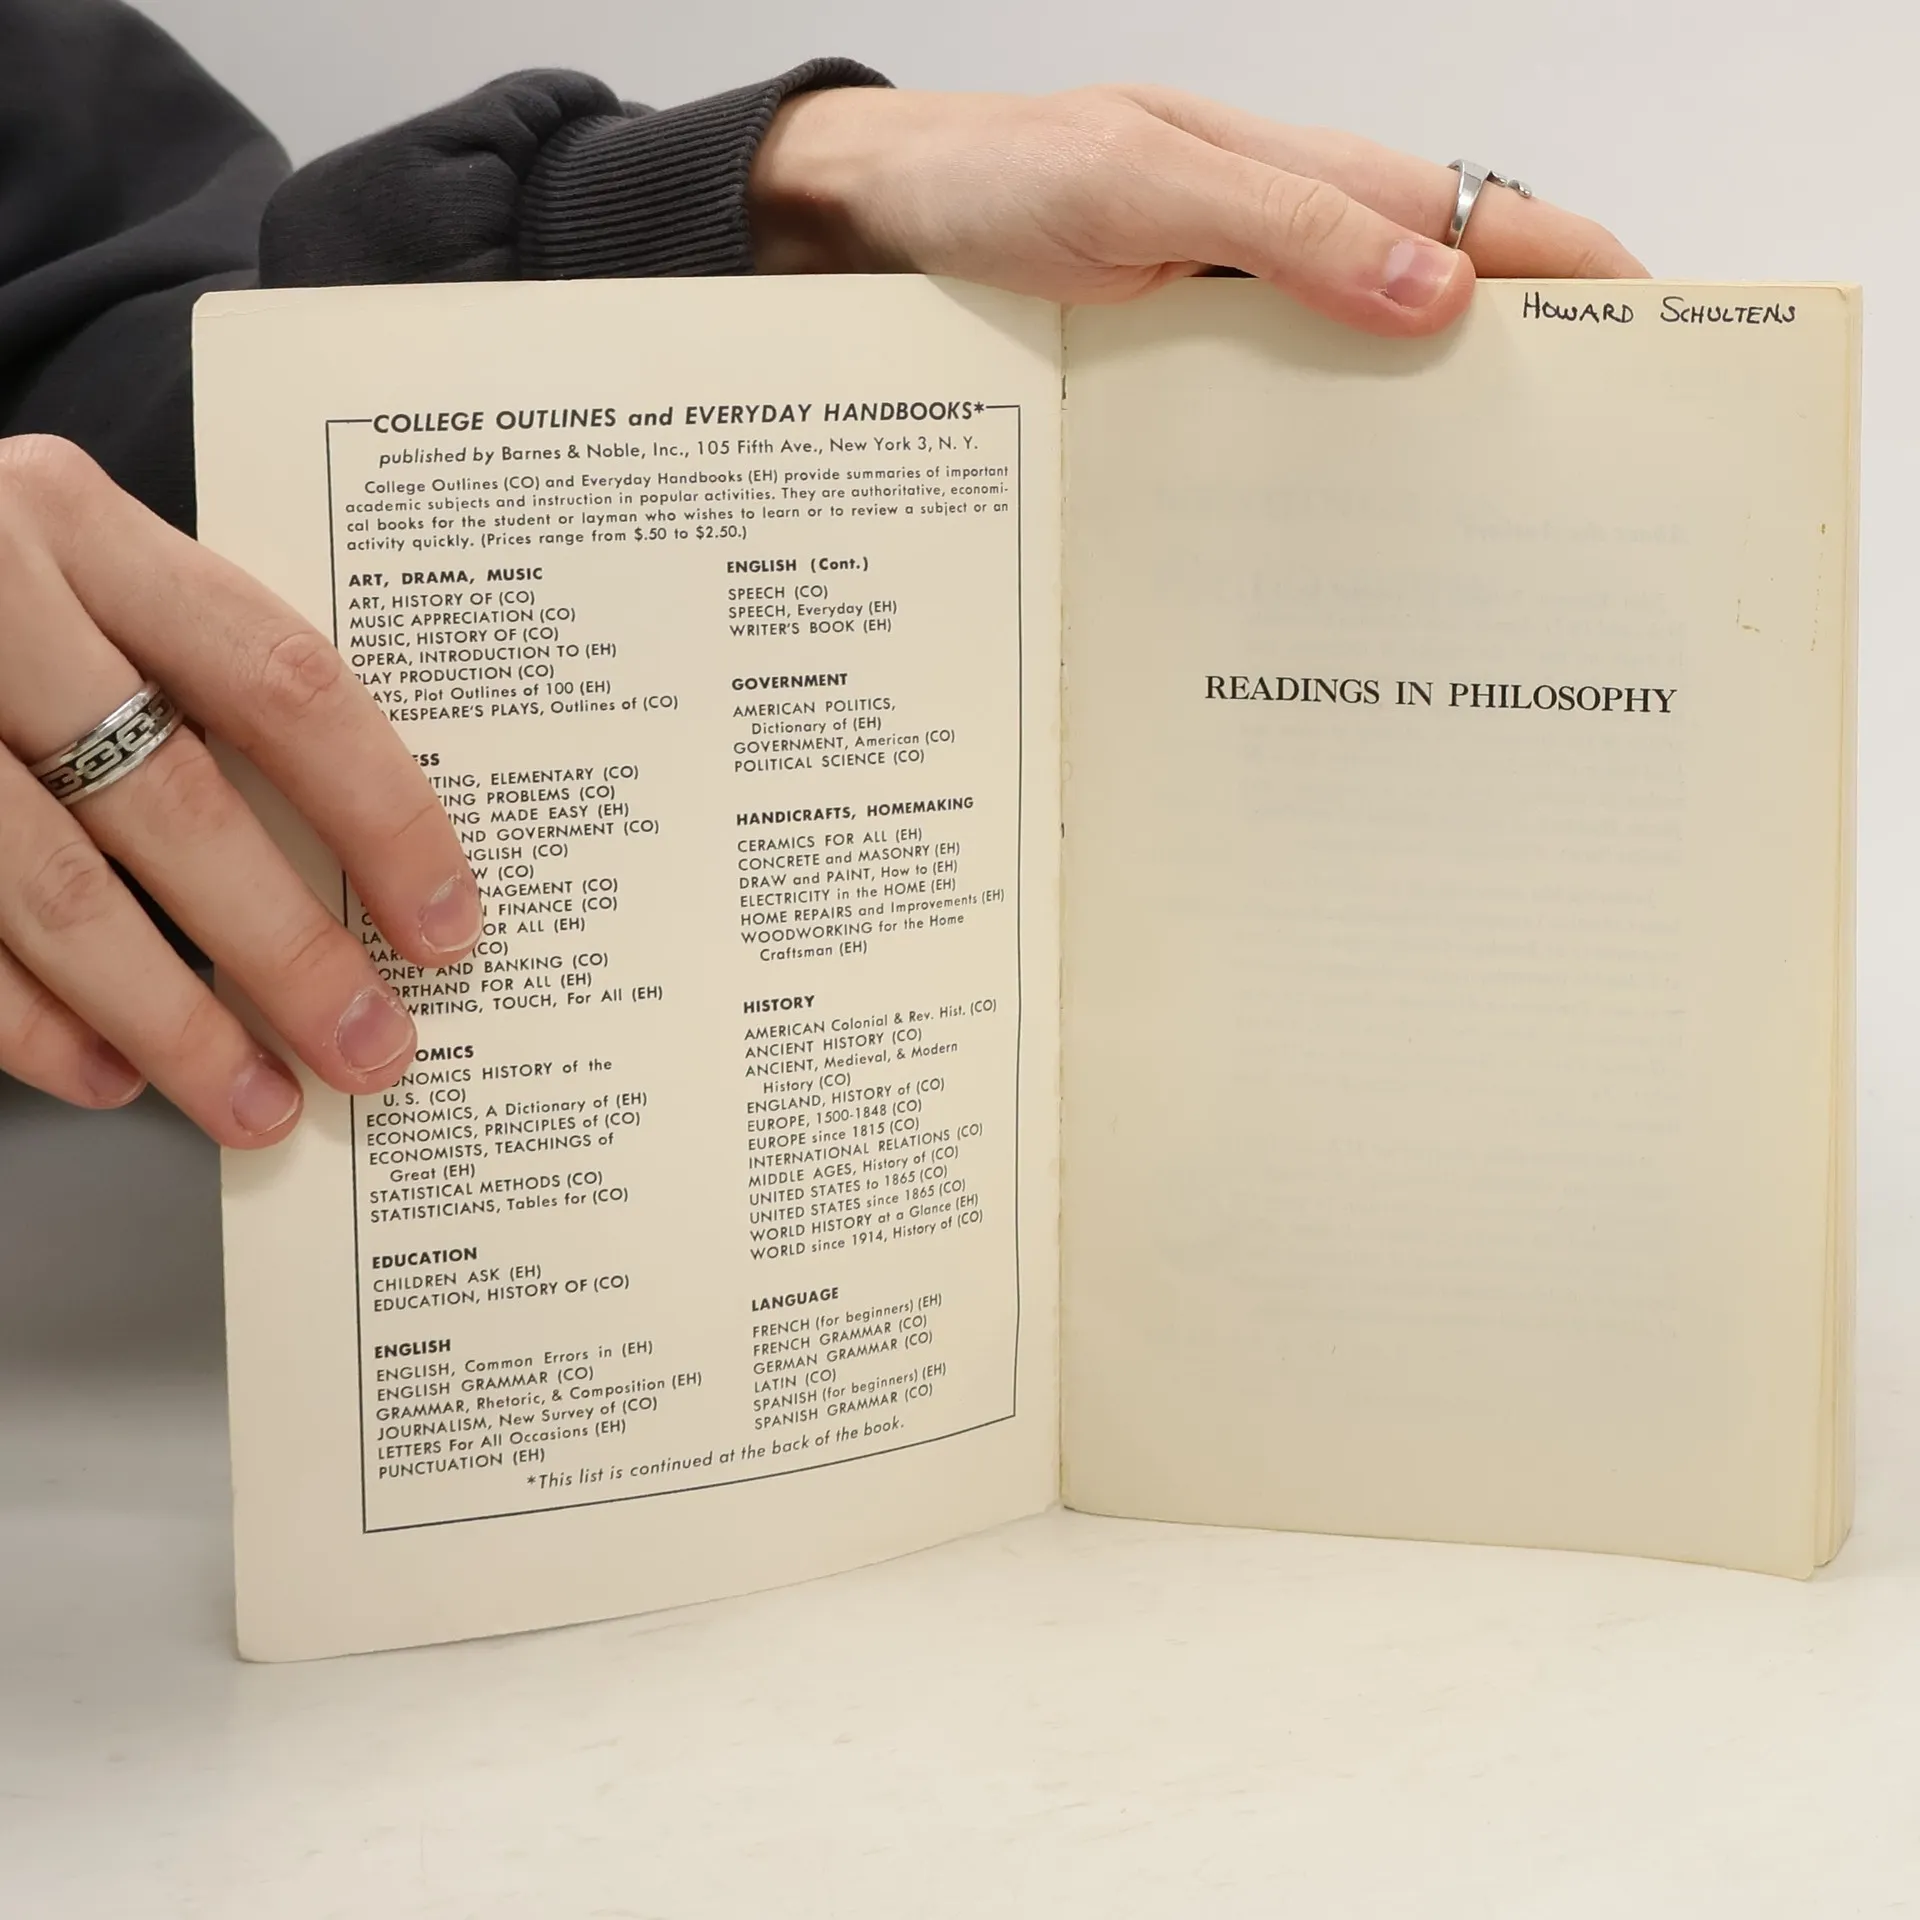 COLLEGE OUTLINES and EVERYDAY HANDBOOKS*
published by Barnes & Noble, Inc., 105 Fifth Ave., New York 3, N. Y.
College Outlines (CO) and Everyday Handbooks (EH) provide summaries of important
academic subjects and instruction in popular activities. They are authoritative, economi-
cal books for the student or layman who wishes to learn or to review a subject or an
activity quickly. (Prices range from $.50 to $2.50.)
ART, DRAMA, MUSIC
ART, HISTORY OF (CO)
MUSIC APPRECIATION (CO)
MUSIC, HISTORY OF (CO)
OPERA, INTRODUCTION TO (EH)
PLAY PRODUCTION (CO)
Plot Outlines of 100 (EH)
PLAYS, Outlines of (CO)
ELEMENTARY (CO)
PROBLEMS (CO)
MADE EASY (EH)
GOVERNMENT (CO)
(CO)
(CO)
(CO)
FINANCE (CO)
ALL (EH)
(CO)
AND BANKING (CO)
FOR ALL (EH)
TOUCH, For All (EH)
HISTORY of the
U. S. (CO)
ECONOMICS, A Dictionary of (EH)
ECONOMICS, PRINCIPLES of (CO)
ECONOMISTS, TEACHINGS of
Great (EH)
STATISTICAL METHODS (CO)
STATISTICIANS, Tables for (CO)
EDUCATION
CHILDREN ASK (EH)
EDUCATION, HISTORY OF (CO)
ENGLISH
ENGLISH, Common Errors in (EH)
ENGLISH GRAMMAR (CO)
GRAMMAR, Rhetoric, & Composition (EH)
JOURNALISM, New Survey of (CO)
LETTERS For All Occasions (EH)
PUNCTUATION (EH)
ENGLISH (Cont.)
SPEECH (CO)
SPEECH, Everyday (EH)
WRITER'S BOOK (EH)
GOVERNMENT
AMERICAN POLITICS,
Dictionary of (EH)
GOVERNMENT, American (CO)
POLITICAL SCIENCE (CO)
HANDICRAFTS, HOMEMAKING
CERAMICS FOR ALL (EH)
CONCRETE and MASONRY (EH)
DRAW and PAINT, How to (EH)
ELECTRICITY in the HOME (EH)
HOME REPAIRS and Improvements (EH)
WOODWORKING for the Home
Craftsman (EH)
HISTORY
AMERICAN Colonial & Rev. Hist. (CO)
ANCIENT HISTORY (CO)
ANCIENT, Medieval, & Modern
History (CO)
ENGLAND, HISTORY of (CO)
EUROPE, 1500-1848 (CO)
EUROPE since 1815 (CO)
INTERNATIONAL RELATIONS (CO)
MIDDLE AGES, History of (CO)
UNITED STATES to 1865 (CO)
UNITED STATES since 1865 (CO)
WORLD HISTORY at a Glance (EH)
WORLD since 1914, History of (CO)
LANGUAGE
FRENCH (for beginners) (EH)
FRENCH GRAMMAR (CO)
GERMAN GRAMMAR (CO)
LATIN (CO)
SPANISH (for beginners) (EH)
SPANISH GRAMMAR (CO)
*This list is continued at the back of the book.
HOWARD SCHULTENS
READINGS IN PHILOSOPHY